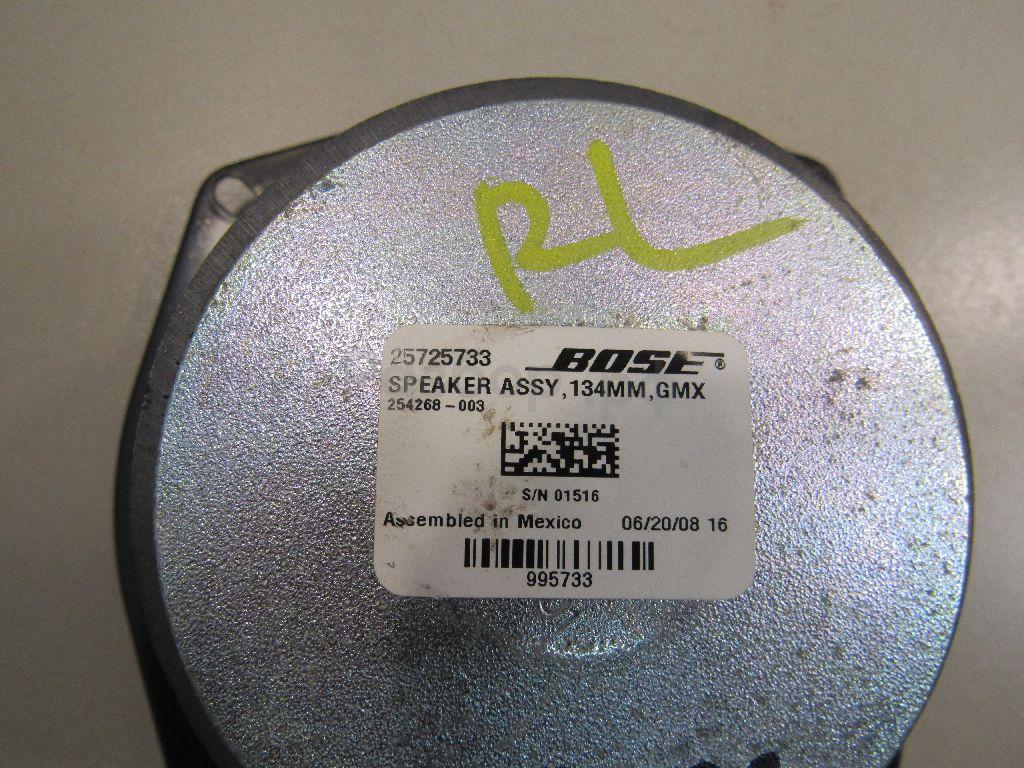 RL
25725733 BOSE®
SPEAKER ASSY,134MM,GMX
254268-003
S/N 01516
Assembled in Mexico 06/20/08 16
995733